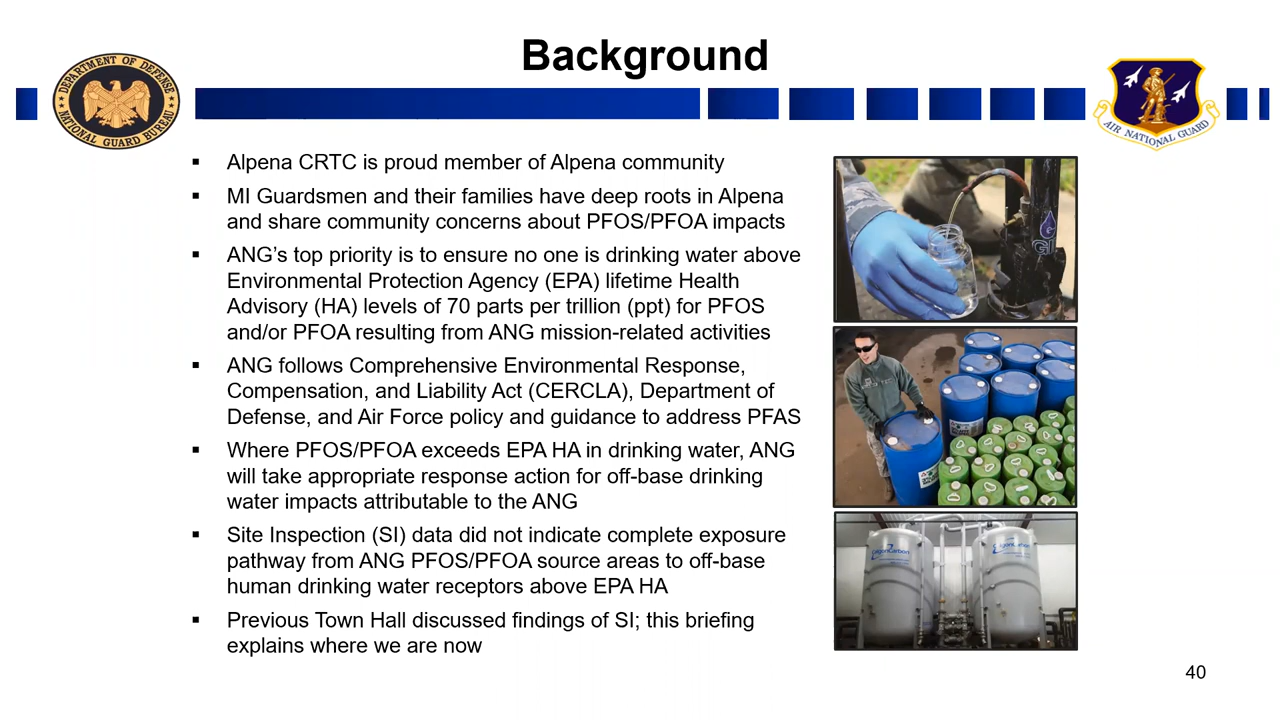 Background
DEPARTMENT OF DEFENSE
NATIONAL GUARD BUREAU
AIR NATIONAL GUARD
▪ Alpena CRTC is proud member of Alpena community
▪ MI Guardsmen and their families have deep roots in Alpena
and share community concerns about PFOS/PFOA impacts
▪ ANG’s top priority is to ensure no one is drinking water above
Environmental Protection Agency (EPA) lifetime Health
Advisory (HA) levels of 70 parts per trillion (ppt) for PFOS
and/or PFOA resulting from ANG mission-related activities
▪ ANG follows Comprehensive Environmental Response,
Compensation, and Liability Act (CERCLA), Department of
Defense, and Air Force policy and guidance to address PFAS
▪ Where PFOS/PFOA exceeds EPA HA in drinking water, ANG
will take appropriate response action for off-base drinking
water impacts attributable to the ANG
▪ Site Inspection (SI) data did not indicate complete exposure
pathway from ANG PFOS/PFOA source areas to off-base
human drinking water receptors above EPA HA
▪ Previous Town Hall discussed findings of SI; this briefing
explains where we are now
40